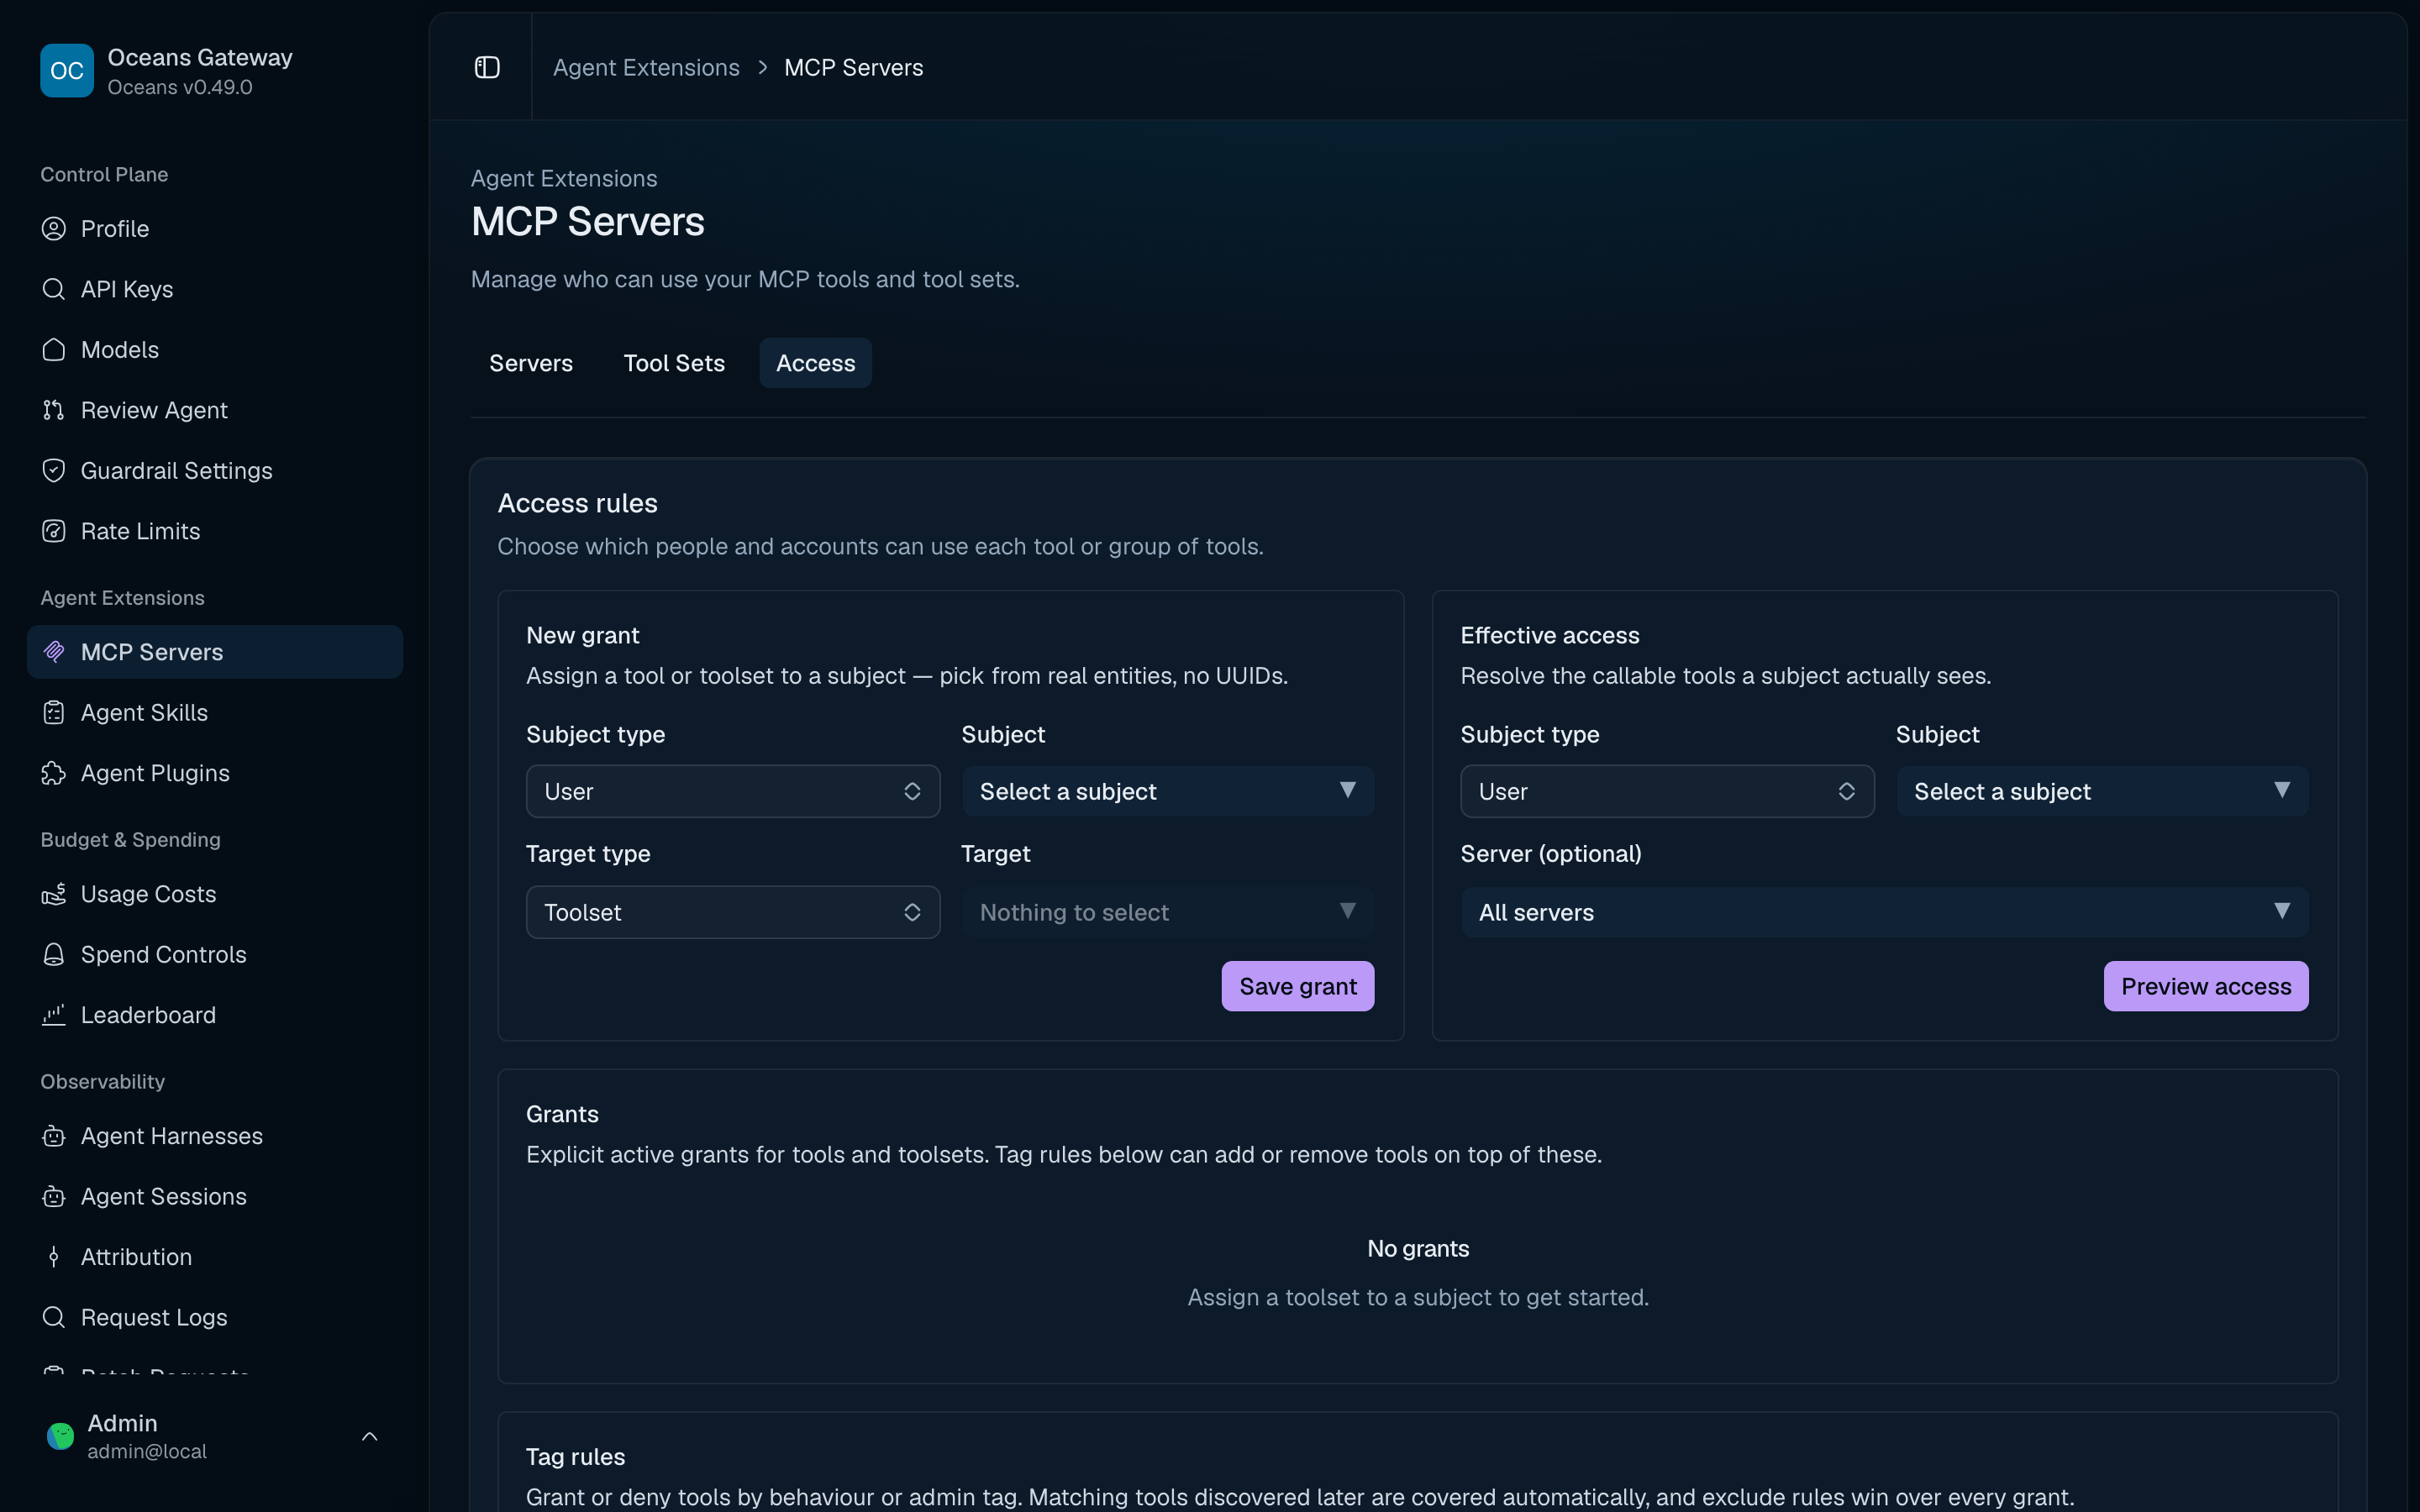 OC
Oceans Gateway
Oceans v0.49.0
Control Plane
Profile
API Keys
Models
Review Agent
Guardrail Settings
Rate Limits
Agent Extensions
MCP Servers
Agent Skills
Agent Plugins
Budget & Spending
Usage Costs
Spend Controls
Leaderboard
Observability
Agent Harnesses
Agent Sessions
Attribution
Request Logs
Admin
admin@local
Agent Extensions > MCP Servers
Agent Extensions
MCP Servers
Manage who can use your MCP tools and tool sets.
Servers Tool Sets Access
Access rules
Choose which people and accounts can use each tool or group of tools.
New grant
Assign a tool or toolset to a subject — pick from real entities, no UUIDs.
Subject type Subject
User Select a subject
Target type Target
Toolset Nothing to select
Save grant
Effective access
Resolve the callable tools a subject actually sees.
Subject type Subject
User Select a subject
Server (optional)
All servers
Preview access
Grants
Explicit active grants for tools and toolsets. Tag rules below can add or remove tools on top of these.
No grants
Assign a toolset to a subject to get started.
Tag rules
Grant or deny tools by behaviour or admin tag. Matching tools discovered later are covered automatically, and exclude rules win over every grant.